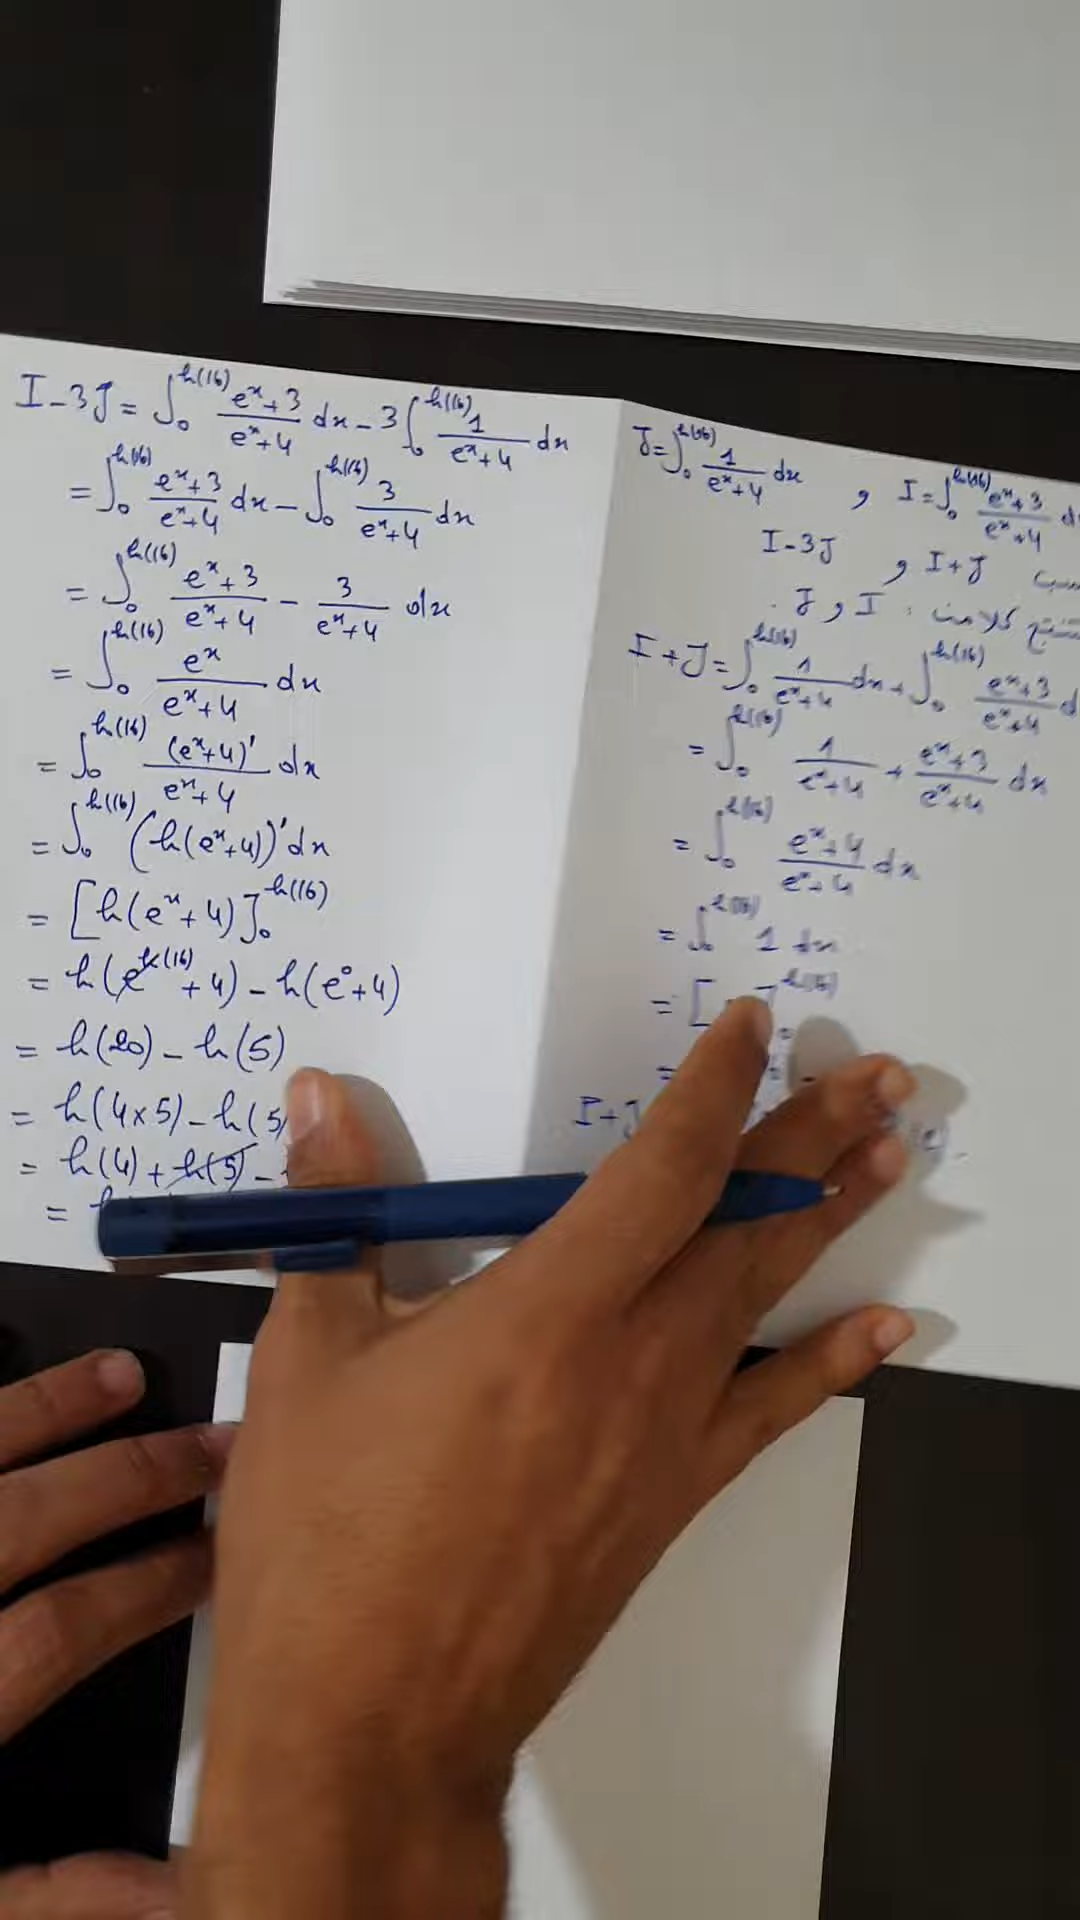 I-3J = ∫₀^{ln(16)} (eˣ+3)/(eˣ+4) dx - 3∫₀^{ln(16)} 1/(eˣ+4) dx
= ∫₀^{ln(16)} (eˣ+3)/(eˣ+4) dx - ∫₀^{ln(16)} 3/(eˣ+4) dx
= ∫₀^{ln(16)} (eˣ+3)/(eˣ+4) - 3/(eˣ+4) dx
= ∫₀^{ln(16)} eˣ/(eˣ+4) dx
= ∫₀^{ln(16)} (eˣ+4)'/(eˣ+4) dx
= ∫₀^{ln(16)} (ln(eˣ+4))' dx
= [ln(eˣ+4)]₀^{ln(16)}
= ln(e^{ln(16)}+4) - ln(e⁰+4)
= ln(20) - ln(5)
= ln(4×5) - ln(5
= ln(4) + ln(5) -
=
J = ∫₀^{ln(16)} 1/(eˣ+4) dx و I = ∫₀^{ln(16)} (eˣ+3)/(eˣ+4)
I-3J و I+J
J و I
I+J = ∫₀^{ln(16)} 1/(eˣ+4) dx + ∫₀^{ln(16)} (eˣ+3)/(eˣ+4)
= ∫₀^{ln(16)} 1/(eˣ+4) + (eˣ+3)/(eˣ+4) dx
= ∫₀^{ln(16)} (eˣ+4)/(eˣ+4) dx
= ∫₀^{ln(16)} 1 dx
= [ ]₀^{ln(16)}
=
I+J